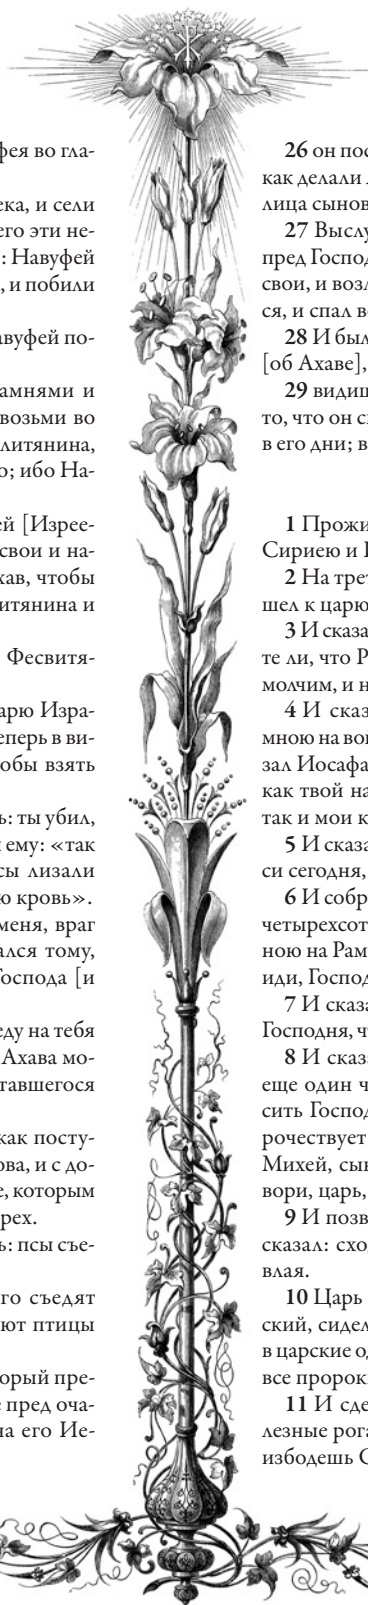 фея во гла-
ека, и сели
его эти не-
: Навуфей
, и побили
авуфей по-
амнями и
возьми во
литянина,
о; ибо На-
ей [Изрее-
свои и на-
хав, чтобы
итянина и
Фесвитя-
арю Изра-
еперь в ви-
обы взять
ь: ты убил,
и ему: «так
сы лизали
ю кровь».
меня, враг
ался тому,
Господа [и
еду на тебя
Ахава мо-
ставшегося
как посту-
ова, и с до-
е, которым
рех.
ь: псы съе-
го съедят
ают птицы
орый пре-
е пред оча-
на его Ие-
26 он пос
как делали
лица сынов
27 Выслу
пред Господ
свои, и возл
ся, и спал в
28 И был
[об Ахаве],
29 видиш
то, что он с
в его дни; в
1 Прожи
Сириею и
2 На трет
шел к царю
3 И сказа
те ли, что Р
молчим, и н
4 И сказ
мною на во
зал Иосафа
как твой на
так и мои к
5 И сказа
си сегодня,
6 И собр
четырехсот
ною на Рам
иди, Господ
7 И сказа
Господня, ч
8 И сказ
еще один ч
сить Господ
рочествует
Михей, сын
вори, царь,
9 И позв
сказал: схо
влая.
10 Царь
ский, сидел
в царские од
все пророк
11 И сде
лезные рога
избодешь С